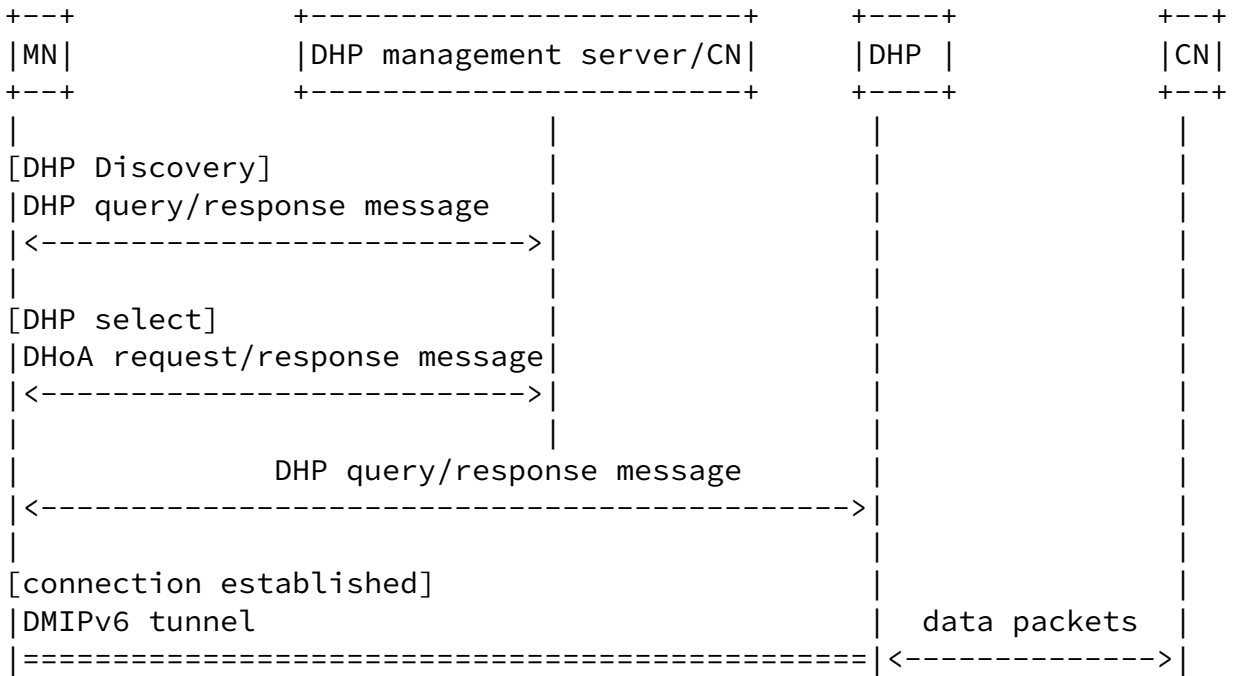 MN DHP management server/CN DHP CN
[DHP Discovery]
DHP query/response message
[DHP select]
DHoA request/response message
DHP query/response message
[connection established]
DMIPv6 tunnel data packets